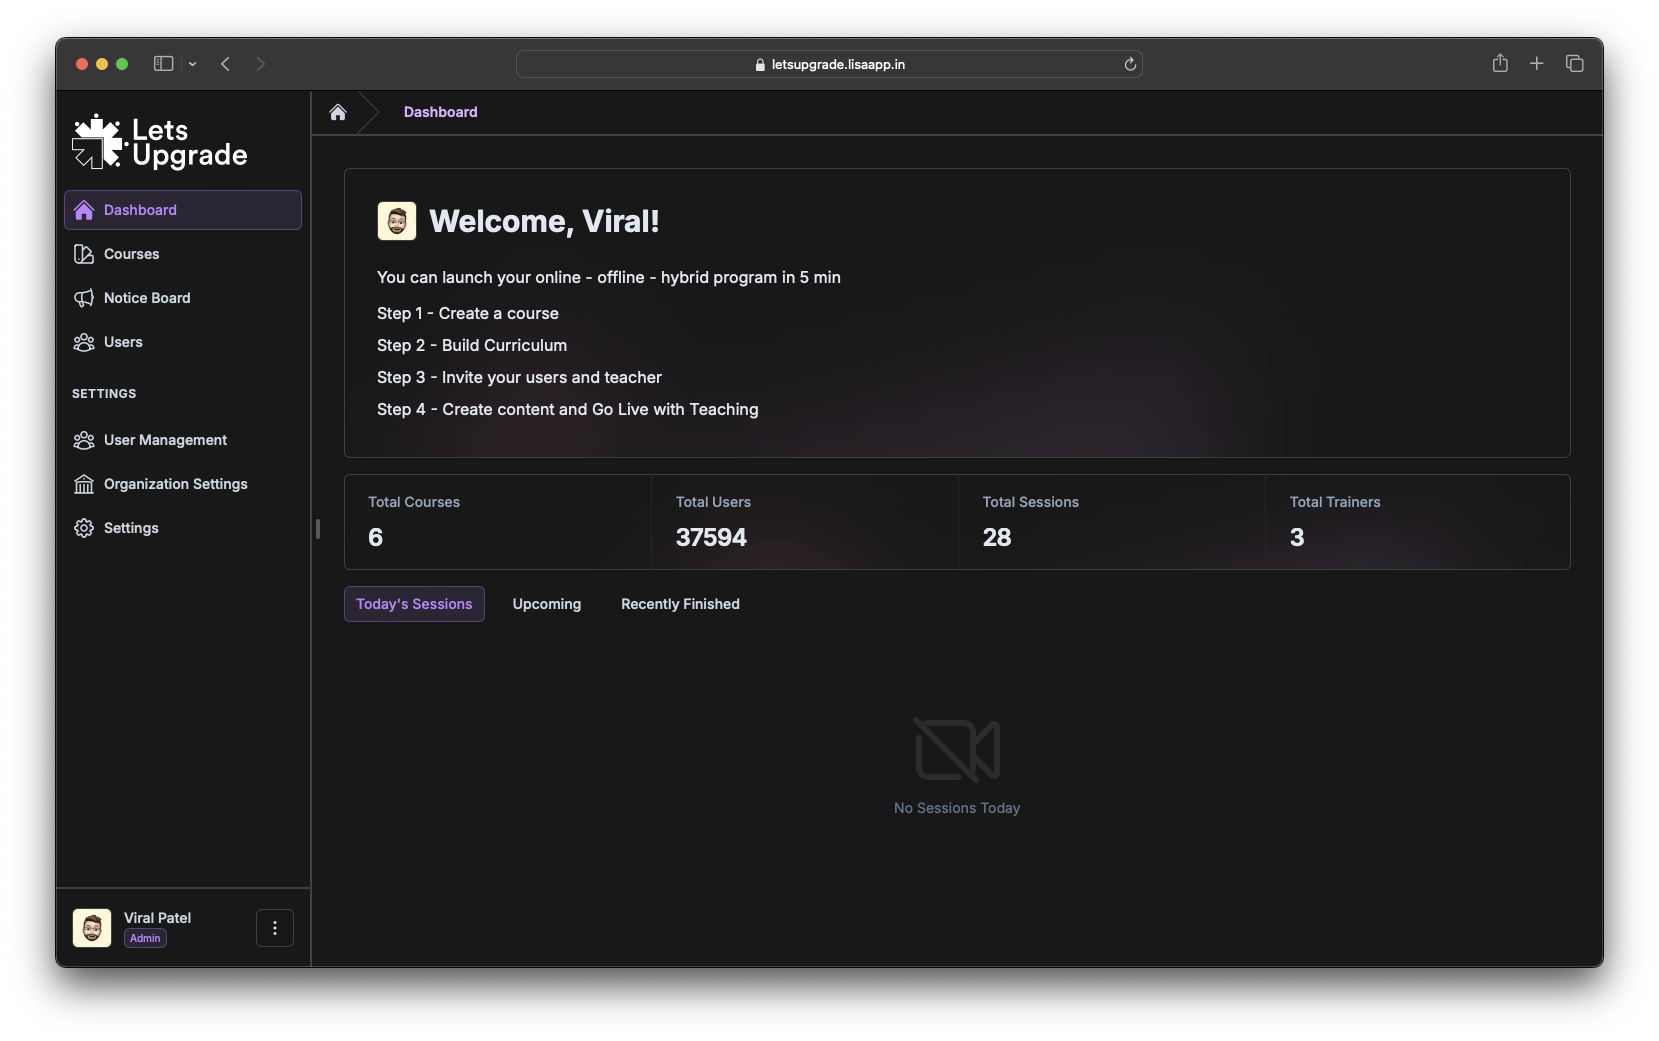 letsupgrade.lisaapp.in
Lets
Upgrade
Dashboard
Courses
Notice Board
Users
SETTINGS
User Management
Organization Settings
Settings
Viral Patel
Admin
Dashboard
Welcome, Viral!
You can launch your online - offline - hybrid program in 5 min
Step 1 - Create a course
Step 2 - Build Curriculum
Step 3 - Invite your users and teacher
Step 4 - Create content and Go Live with Teaching
Total Courses
6
Total Users
37594
Total Sessions
28
Total Trainers
3
Today's Sessions
Upcoming
Recently Finished
No Sessions Today